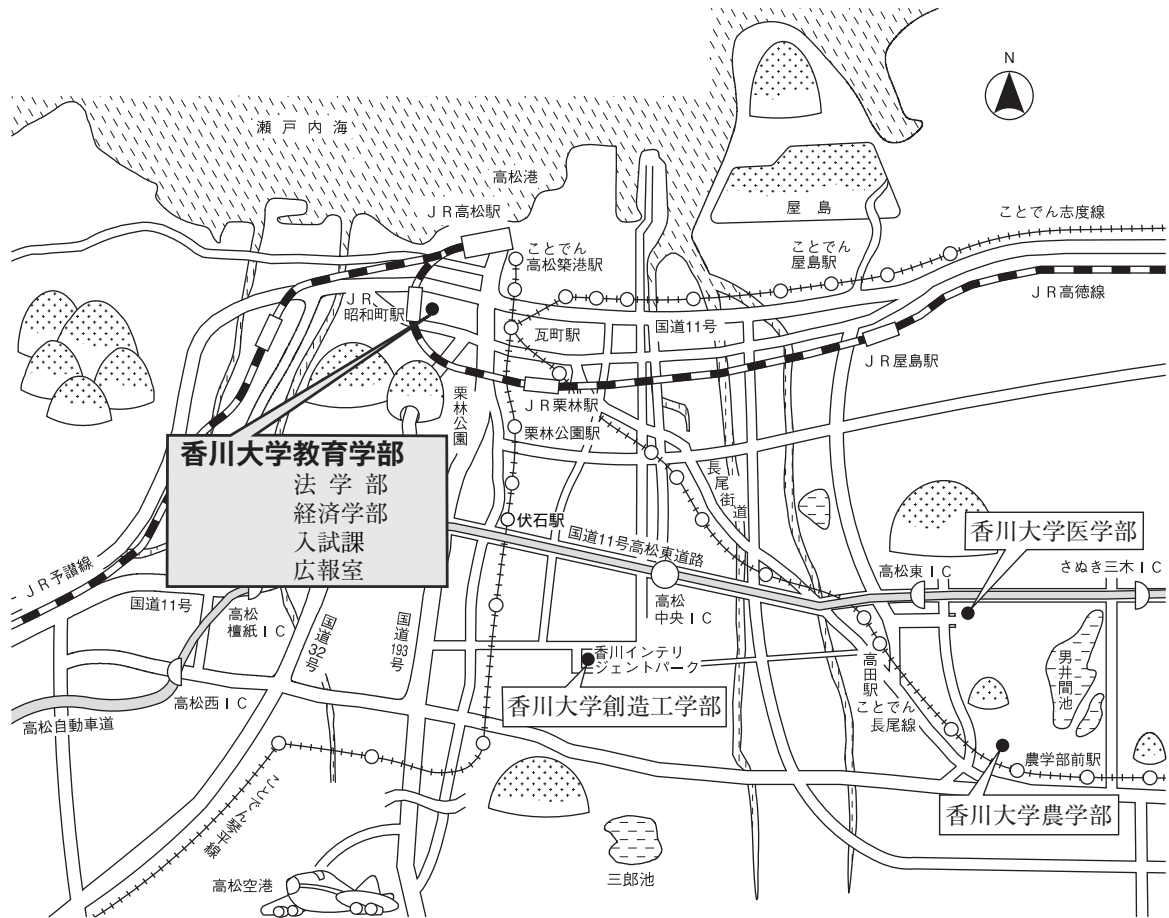 N
瀬戸内海
高松港
JR高松駅
ことでん
高松築港駅
屋島
ことでん
屋島駅
ことでん志度線
JR高徳線
JR
昭和町駅
瓦町駅
国道11号
JR屋島駅
栗林公園
JR栗林駅
栗林公園駅
長尾街道
香川大学教育学部
法学部
経済学部
入試課
広報室
伏石駅
国道11号高松東道路
香川大学医学部
高松東IC
さぬき三木IC
JR予讃線
国道11号
高松
檀紙IC
国道32号
国道193号
高松
中央IC
香川インテリ
ジェントパーク
高田駅
男井間池
高松西IC
高松自動車道
香川大学創造工学部
ことでん
長尾線
農学部前駅
香川大学農学部
ことでん琴平線
高松空港
三郎池